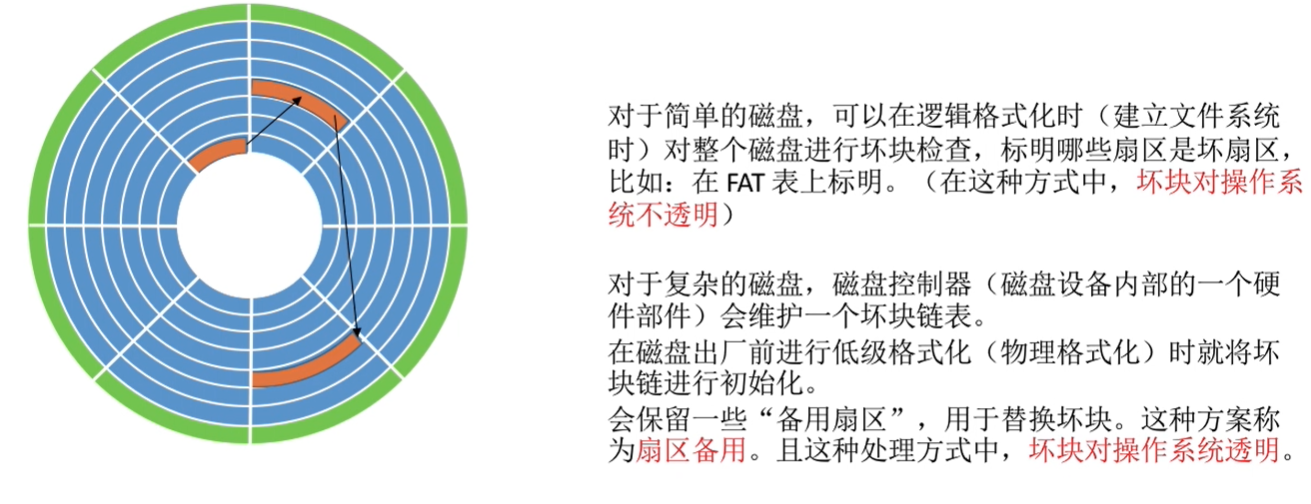 对于简单的磁盘，可以在逻辑格式化时（建立文件系统
时）对整个磁盘进行坏块检查，标明哪些扇区是坏扇区，
比如：在 FAT 表上标明。（在这种方式中，坏块对操作系
统不透明）
对于复杂的磁盘，磁盘控制器（磁盘设备内部的一个硬
件部件）会维护一个坏块链表。
在磁盘出厂前进行低级格式化（物理格式化）时就将坏
块链进行初始化。
会保留一些“备用扇区”，用于替换坏块。这种方案称
为扇区备用。且这种处理方式中，坏块对操作系统透明。